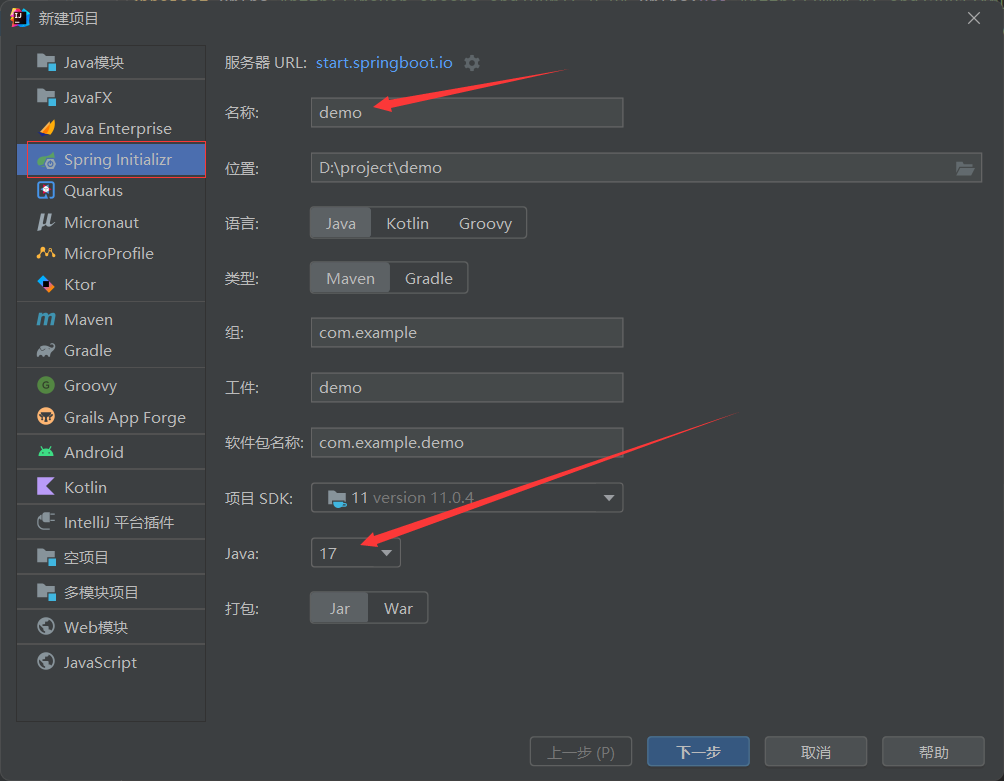 新建项目
Java模块
JavaFX
Java Enterprise
Spring Initializr
Quarkus
Micronaut
MicroProfile
Ktor
Maven
Gradle
Groovy
Grails App Forge
Android
Kotlin
IntelliJ 平台插件
空项目
多模块项目
Web模块
JavaScript
服务器 URL: start.springboot.io
名称: demo
位置: D:\project\demo
语言: Java Kotlin Groovy
类型: Maven Gradle
组: com.example
工件: demo
软件包名称: com.example.demo
项目 SDK: 11 version 11.0.4
Java: 17
打包: Jar War
上一步 (P) 下一步 取消 帮助